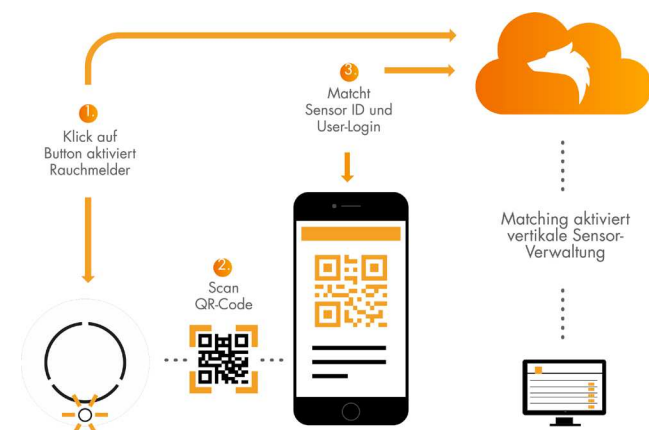 1.
Klick auf
Button aktiviert
Rauchmelder
2.
Scan
QR-Code
3.
Matcht
Sensor ID und
User-Login
Matching aktiviert
vertikale Sensor-
Verwaltung